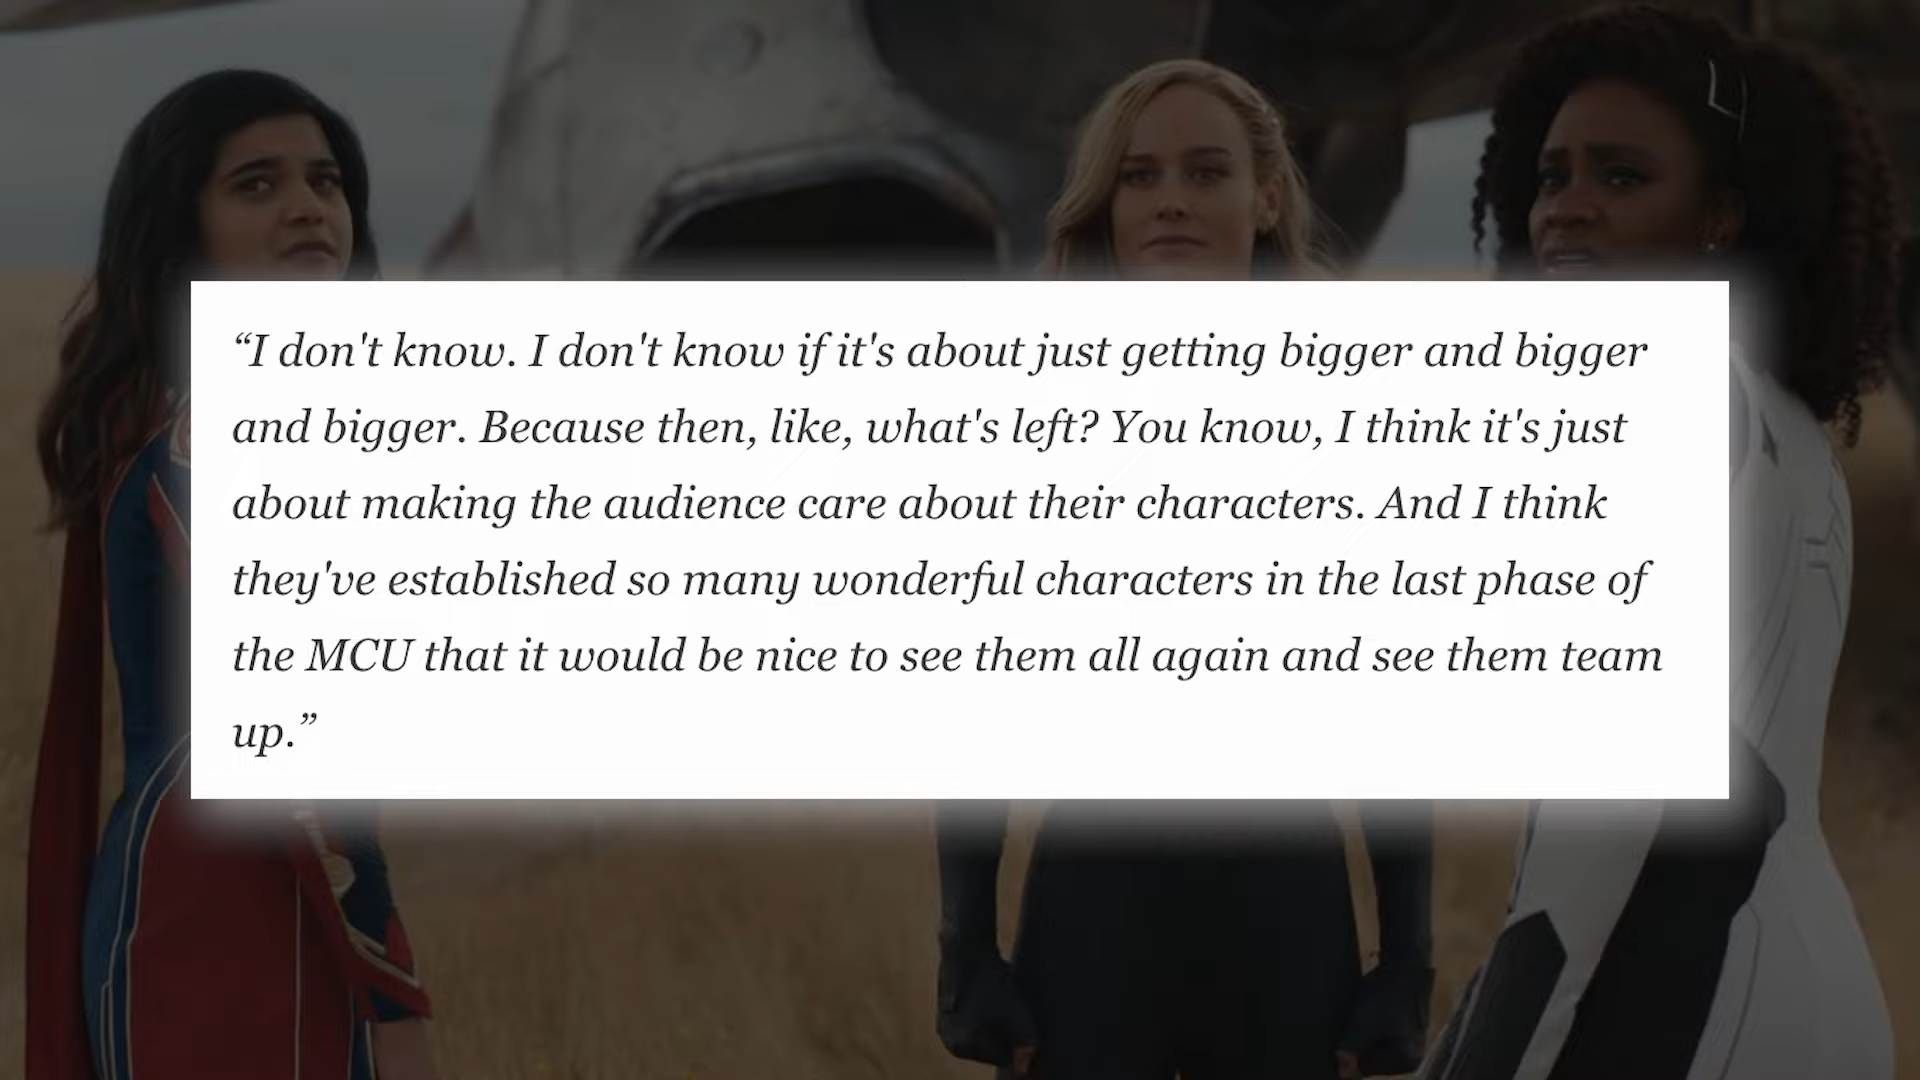 “I don't know. I don't know if it's about just getting bigger and bigger
and bigger. Because then, like, what's left? You know, I think it's just
about making the audience care about their characters. And I think
they've established so many wonderful characters in the last phase of
the MCU that it would be nice to see them all again and see them team
up.”